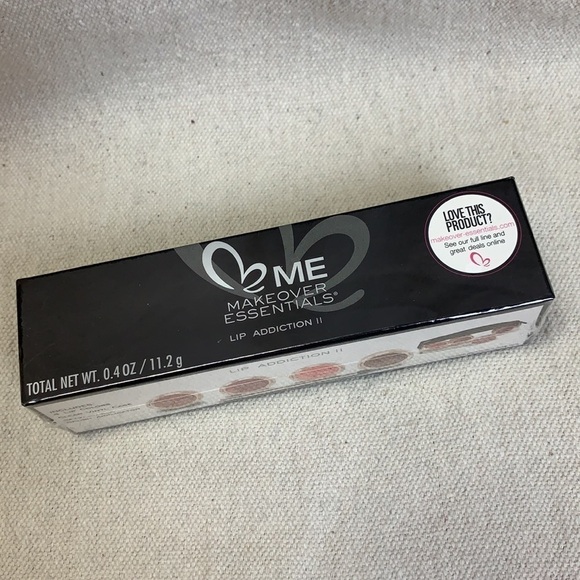 ME
MAKEOVER
ESSENTIALS®
LIP ADDICTION II
TOTAL NET WT. 0.4 OZ / 11.2 g
LOVE THIS
PRODUCT?
makeover-essentials.com
See our full line and
great deals online
LIP ADDICTION II